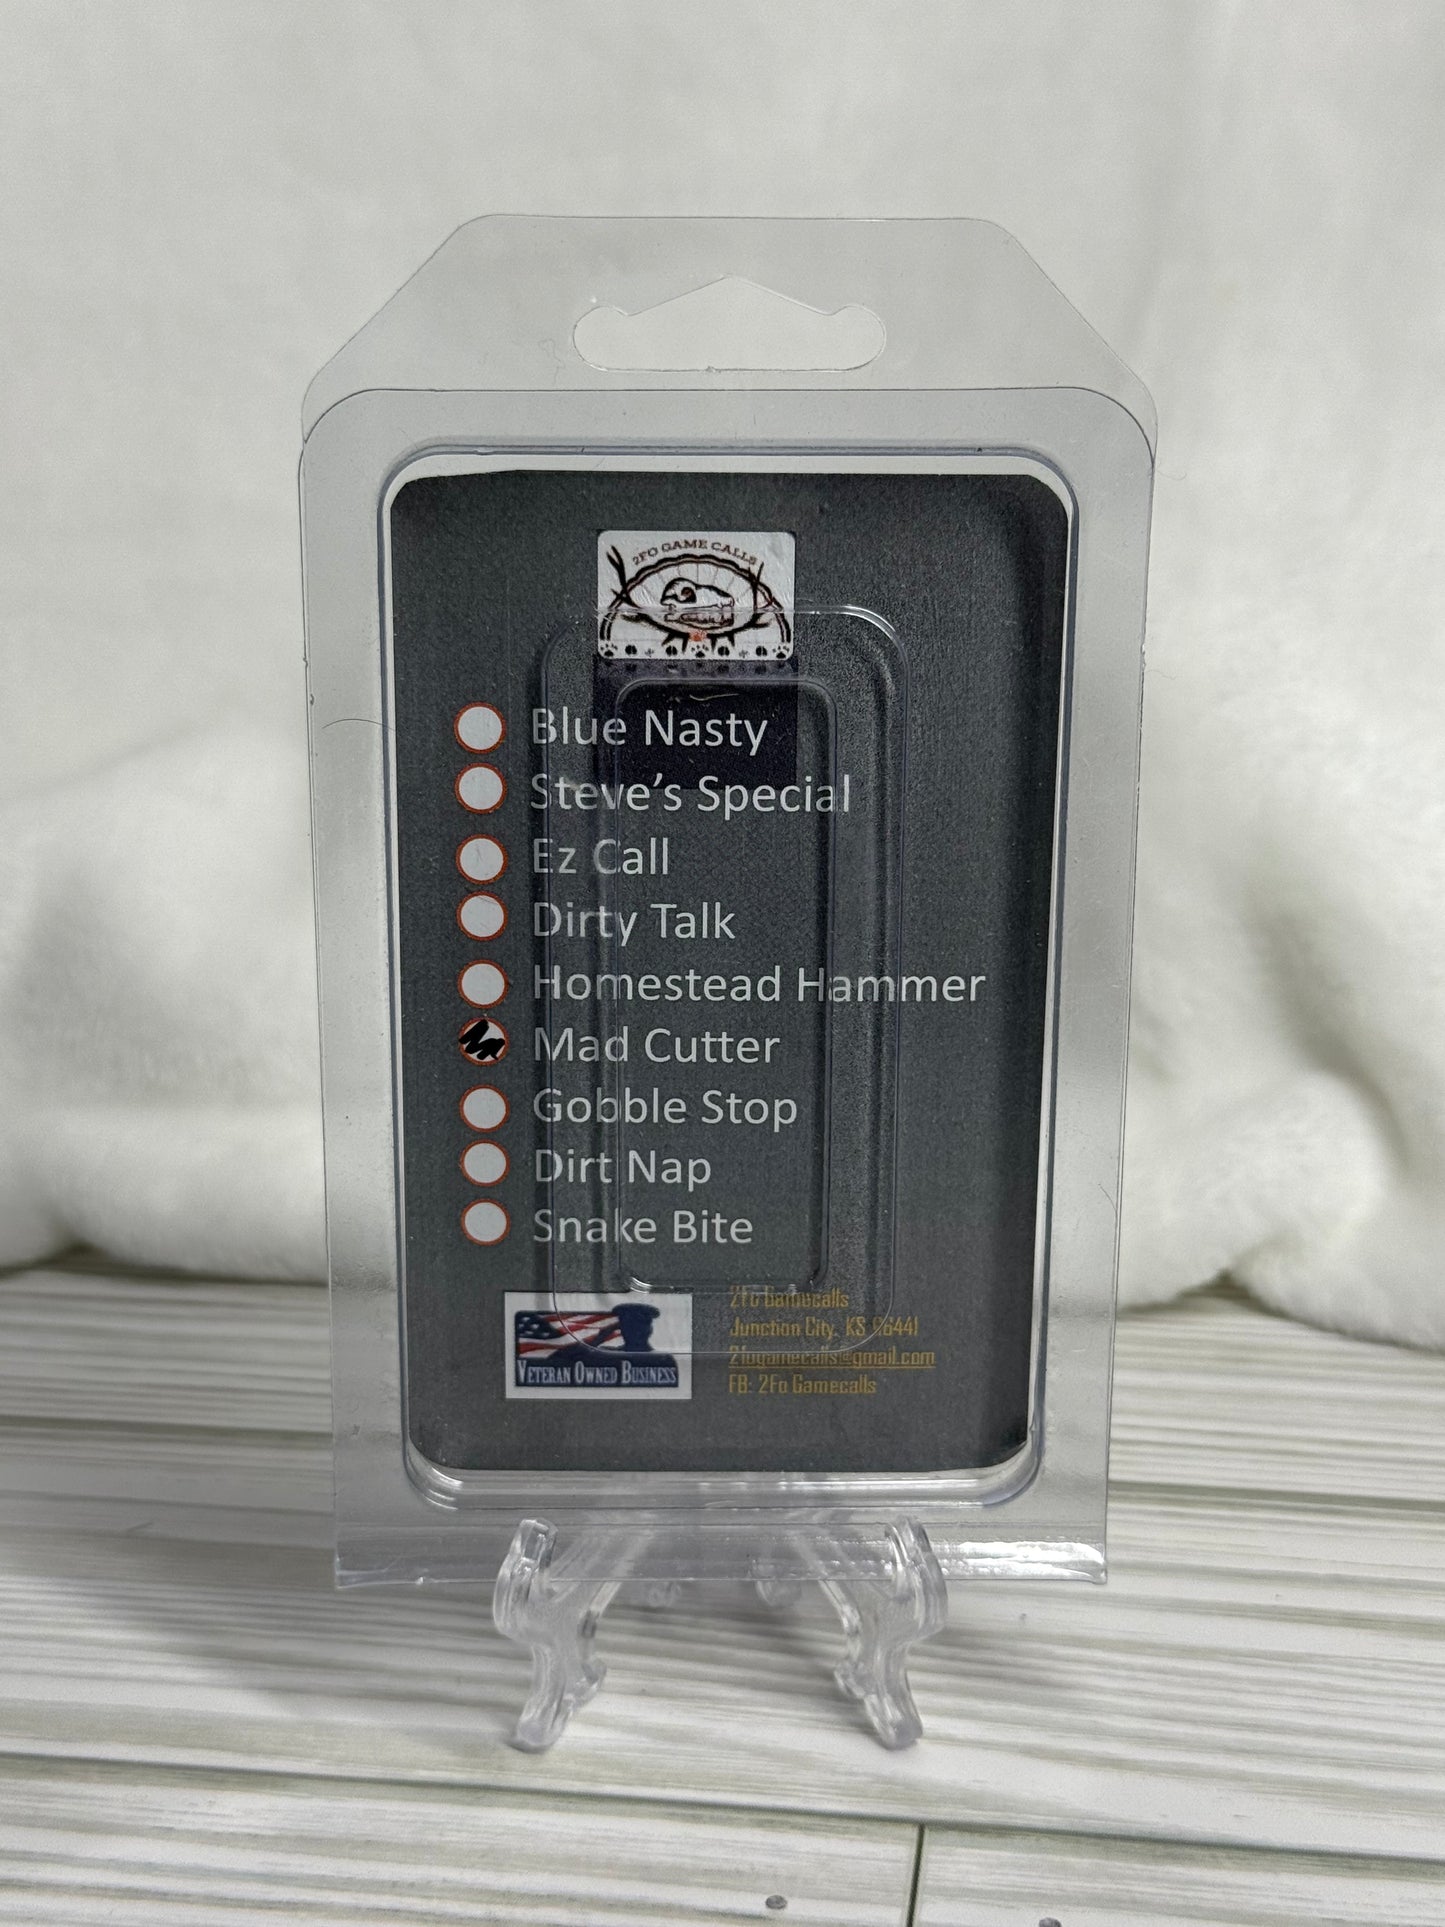 2FO GAME CALLS
Blue Nasty
Steve's Special
Ez Call
Dirty Talk
Homestead Hammer
Mad Cutter
Gobble Stop
Dirt Nap
Snake Bite
VETERAN OWNED BUSINESS
2Fo Gamecalls
Junction City, KS 66441
2fogamecalls@gmail.com
FB: 2Fo Gamecalls